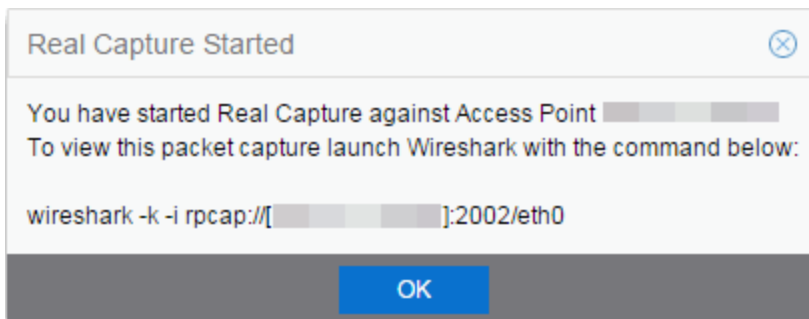 Real Capture Started
You have started Real Capture against Access Point
To view this packet capture launch Wireshark with the command below:
wireshark -k -i rpcap://[ ]:2002/eth0
OK